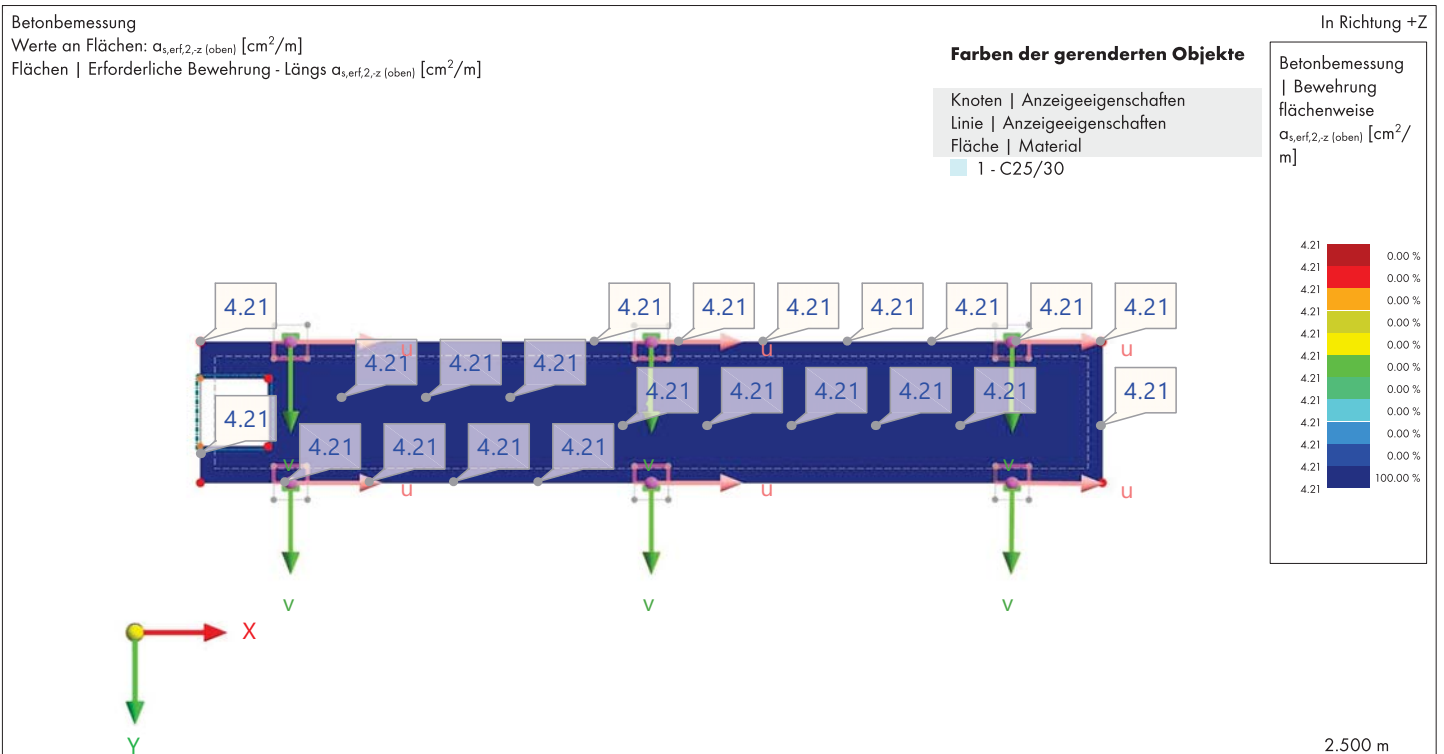 Betonbemessung
Werte an Flächen: as,erf,2,-z (oben) [cm²/m]
Flächen | Erforderliche Bewehrung - Längs as,erf,2,-z (oben) [cm²/m]
In Richtung +Z
Farben der gerenderten Objekte
Knoten | Anzeigeeigenschaften
Linie | Anzeigeeigenschaften
Fläche | Material
1 - C25/30
Betonbemessung
| Bewehrung
flächenweise
as,erf,2,-z (oben) [cm²/
m]
4.21
0.00 %
4.21
0.00 %
4.21
0.00 %
4.21
0.00 %
4.21
0.00 %
4.21
0.00 %
4.21
0.00 %
4.21
0.00 %
4.21
0.00 %
4.21
0.00 %
4.21
100.00 %
4.21
4.21 4.21 4.21 4.21 4.21 4.21 4.21 4.21
u u u
4.21 4.21 4.21
4.21 4.21 4.21 4.21 4.21 4.21
4.21
4.21 4.21 4.21 4.21
v v v
u u u
v v v
X
Y
2.500 m